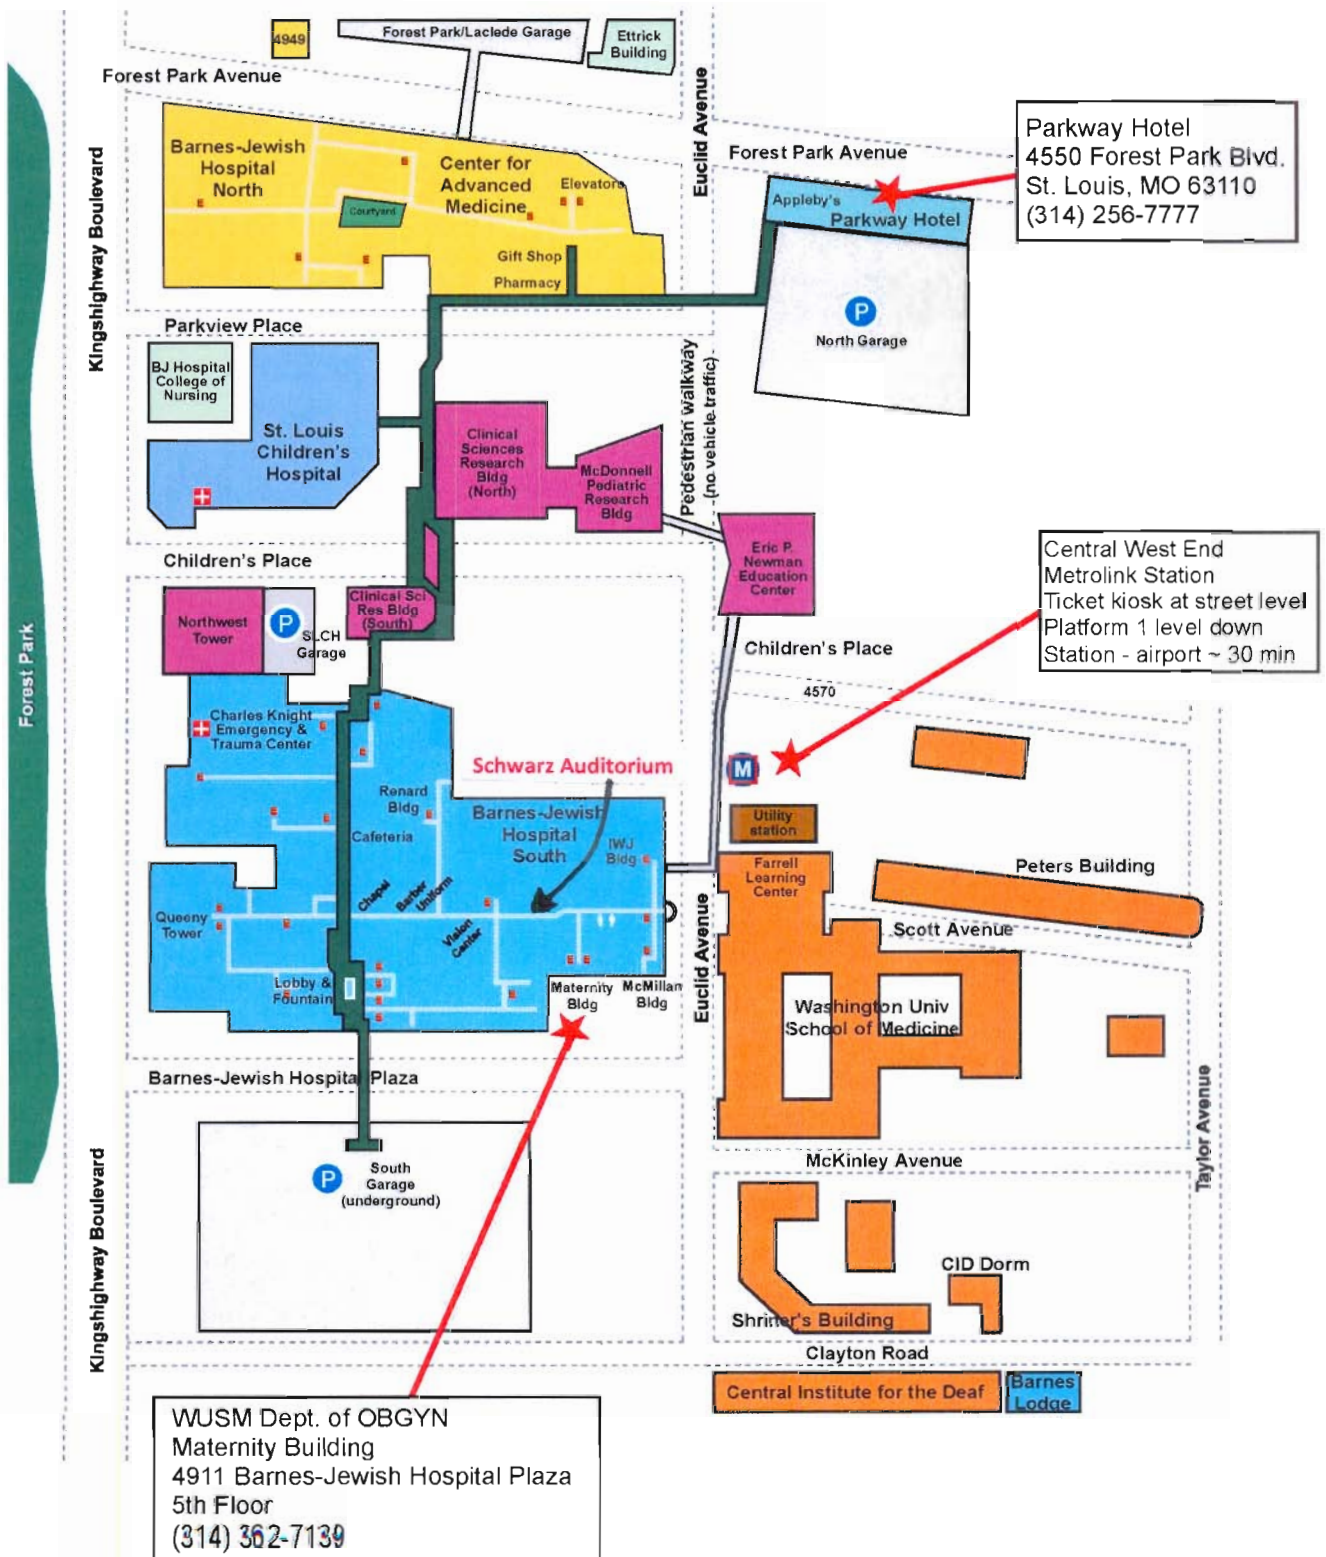 4949
Forest Park/Laclede Garage
Ettrick
Building
Forest Park Avenue
Euclid Avenue
Kingshighway Boulevard
Barnes-Jewish
Hospital
North
Center for
Advanced
Medicine
Elevators
E
E
E
E
E
E
E
Courtyard
Gift Shop
Pharmacy
Forest Park Avenue
Appleby's
Parkway Hotel
Parkway Hotel
4550 Forest Park Blvd.
St. Louis, MO 63110
(314) 256-7777
P
North Garage
Parkview Place
BJ Hospital
College of
Nursing
St. Louis
Children's
Hospital
Clinical
Sciences
Research
Bldg
(North)
McDonnell
Pediatric
Research
Bldg
Pedestrian walkway
(no vehicle traffic)
Eric P.
Newman
Education
Center
Central West End
Metrolink Station
Ticket kiosk at street level
Platform 1 level down
Station - airport ~ 30 min
Children's Place
Northwest
Tower
P
SLCH
Garage
Clinical Sci
Res Bldg
(South)
Children's Place
4570
Forest Park
Charles Knight
Emergency &
Trauma Center
Schwarz Auditorium
M
Renard
Bldg
Cafeteria
Barnes-Jewish
Hospital
South
IWJ
Bldg
Utility
station
Farrell
Learning
Center
Peters Building
Scott Avenue
Chapel
Barber
Uniform
Vision
Center
Queeny
Tower
Lobby &
Fountain
Maternity
Bldg
McMillan
Bldg
Euclid Avenue
Washington Univ
School of Medicine
Taylor Avenue
Barnes-Jewish Hospital Plaza
P
South
Garage
(underground)
Kingshighway Boulevard
McKinley Avenue
CID Dorm
Shriner's Building
Clayton Road
Central Institute for the Deaf
Barnes
Lodge
WUSM Dept. of OBGYN
Maternity Building
4911 Barnes-Jewish Hospital Plaza
5th Floor
(314) 362-7139